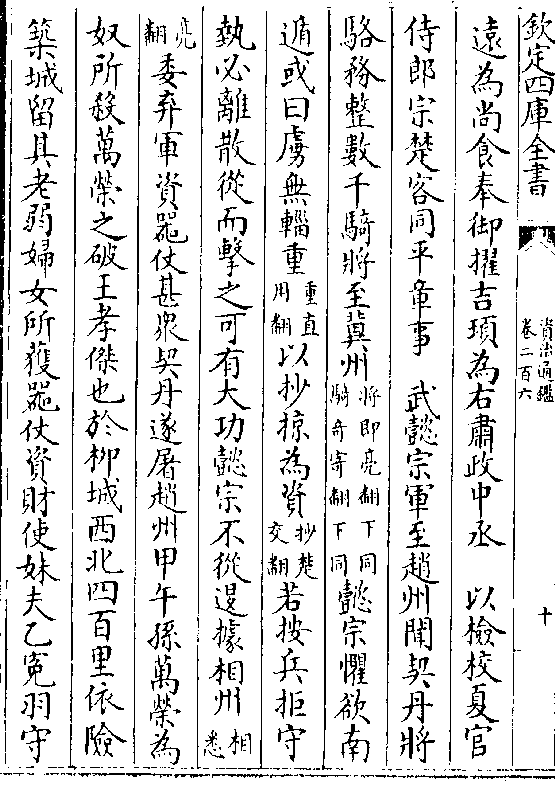 欽定四庫全書
資治通鑑
卷二百六
十
遠為尚食奉御擢吉頊為右肅政中丞　以檢校夏官
侍郎宗楚客同平章事　武懿宗軍至趙州聞契丹將
駱務整數千騎將至冀州將即亮翻下同騎奇寄翻下同懿宗懼欲南
遁或曰虜無輜重重直用翻以抄掠為資抄楚交翻若按兵拒守
埶必離散從而擊之可有大功懿宗不從退據相州相悉
亮翻委弃軍資器仗甚衆契丹遂屠趙州甲午孫萬榮為
奴所殺萬榮之破王孝傑也於柳城西北四百里依險
築城留其老弱婦女所獲器仗資財使妹夫乙寃羽守